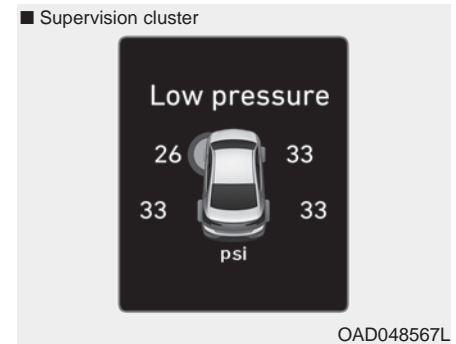 ■ Supervision cluster
Low pressure
26 33
33 33
psi
OAD048567L